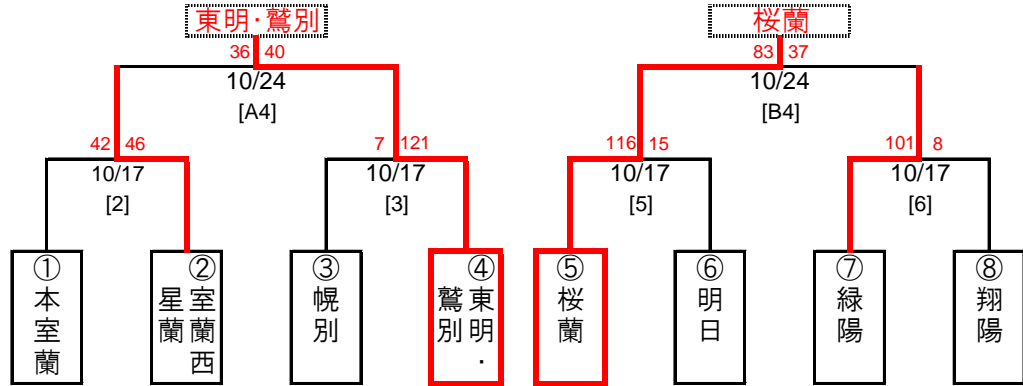 東明・鷲別
桜蘭
36 40
83 37
10/24
10/24
[A4]
[B4]
42 46
7 121
116 15
101 8
10/17
10/17
10/17
10/17
[2]
[3]
[5]
[6]
①本室蘭
②室蘭西
星蘭
③幌別
④東明・
鷲別
⑤桜蘭
⑥明日
⑦緑陽
⑧翔陽